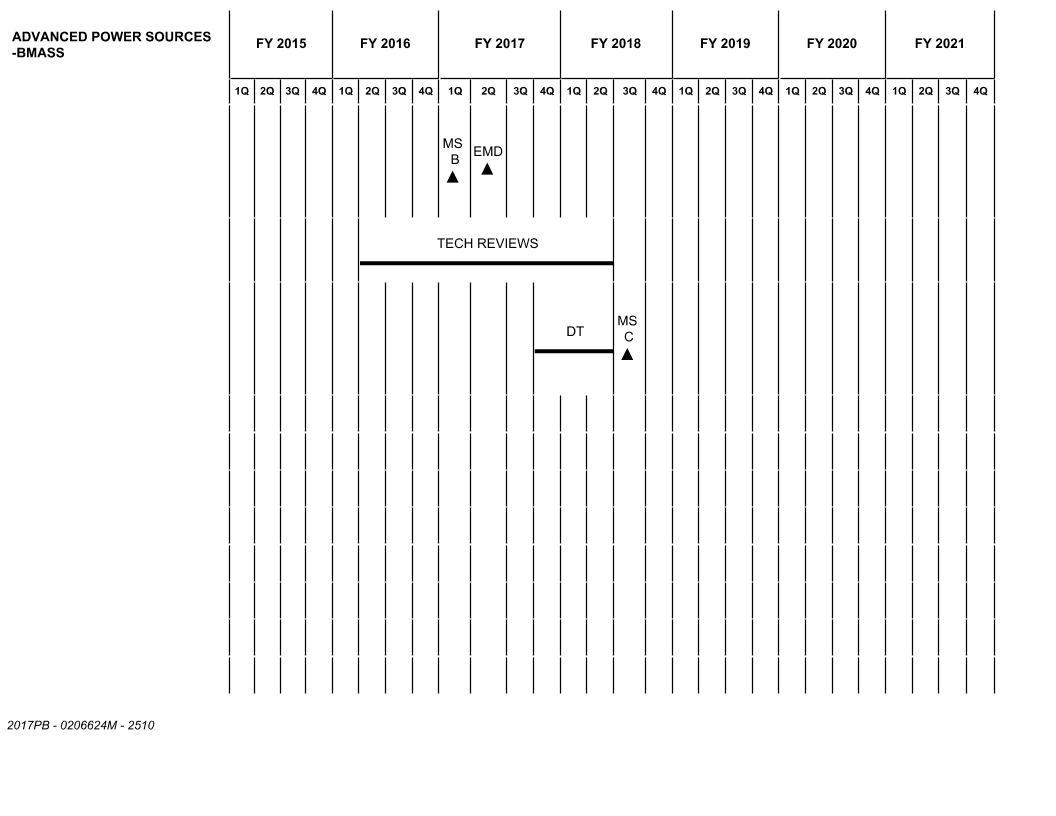 ADVANCED POWER SOURCES
-BMASS
FY 2015 FY 2016 FY 2017 FY 2018 FY 2019 FY 2020 FY 2021
1Q 2Q 3Q 4Q 1Q 2Q 3Q 4Q 1Q 2Q 3Q 4Q 1Q 2Q 3Q 4Q 1Q 2Q 3Q 4Q 1Q 2Q 3Q 4Q 1Q 2Q 3Q 4Q
MS
B
EMD
TECH REVIEWS
DT
MS
C
2017PB - 0206624M - 2510